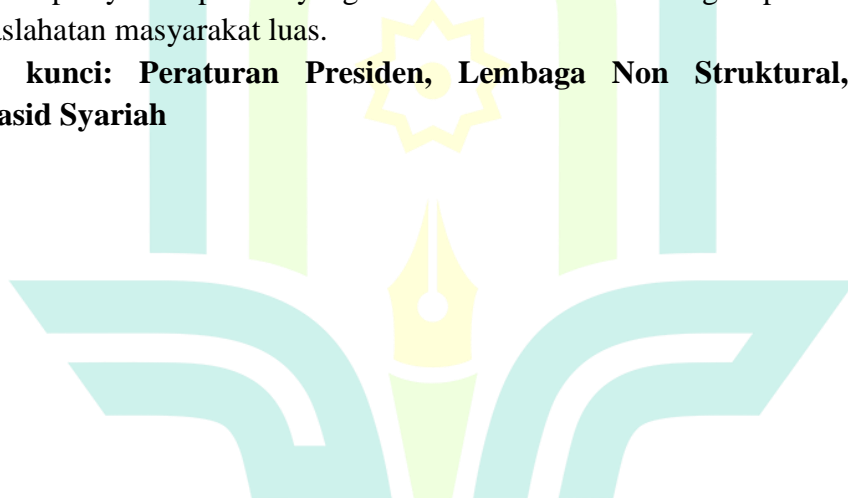 aslahatan masyarakat luas.
kunci: Peraturan Presiden, Lembaga Non Struktural,
asid Syariah